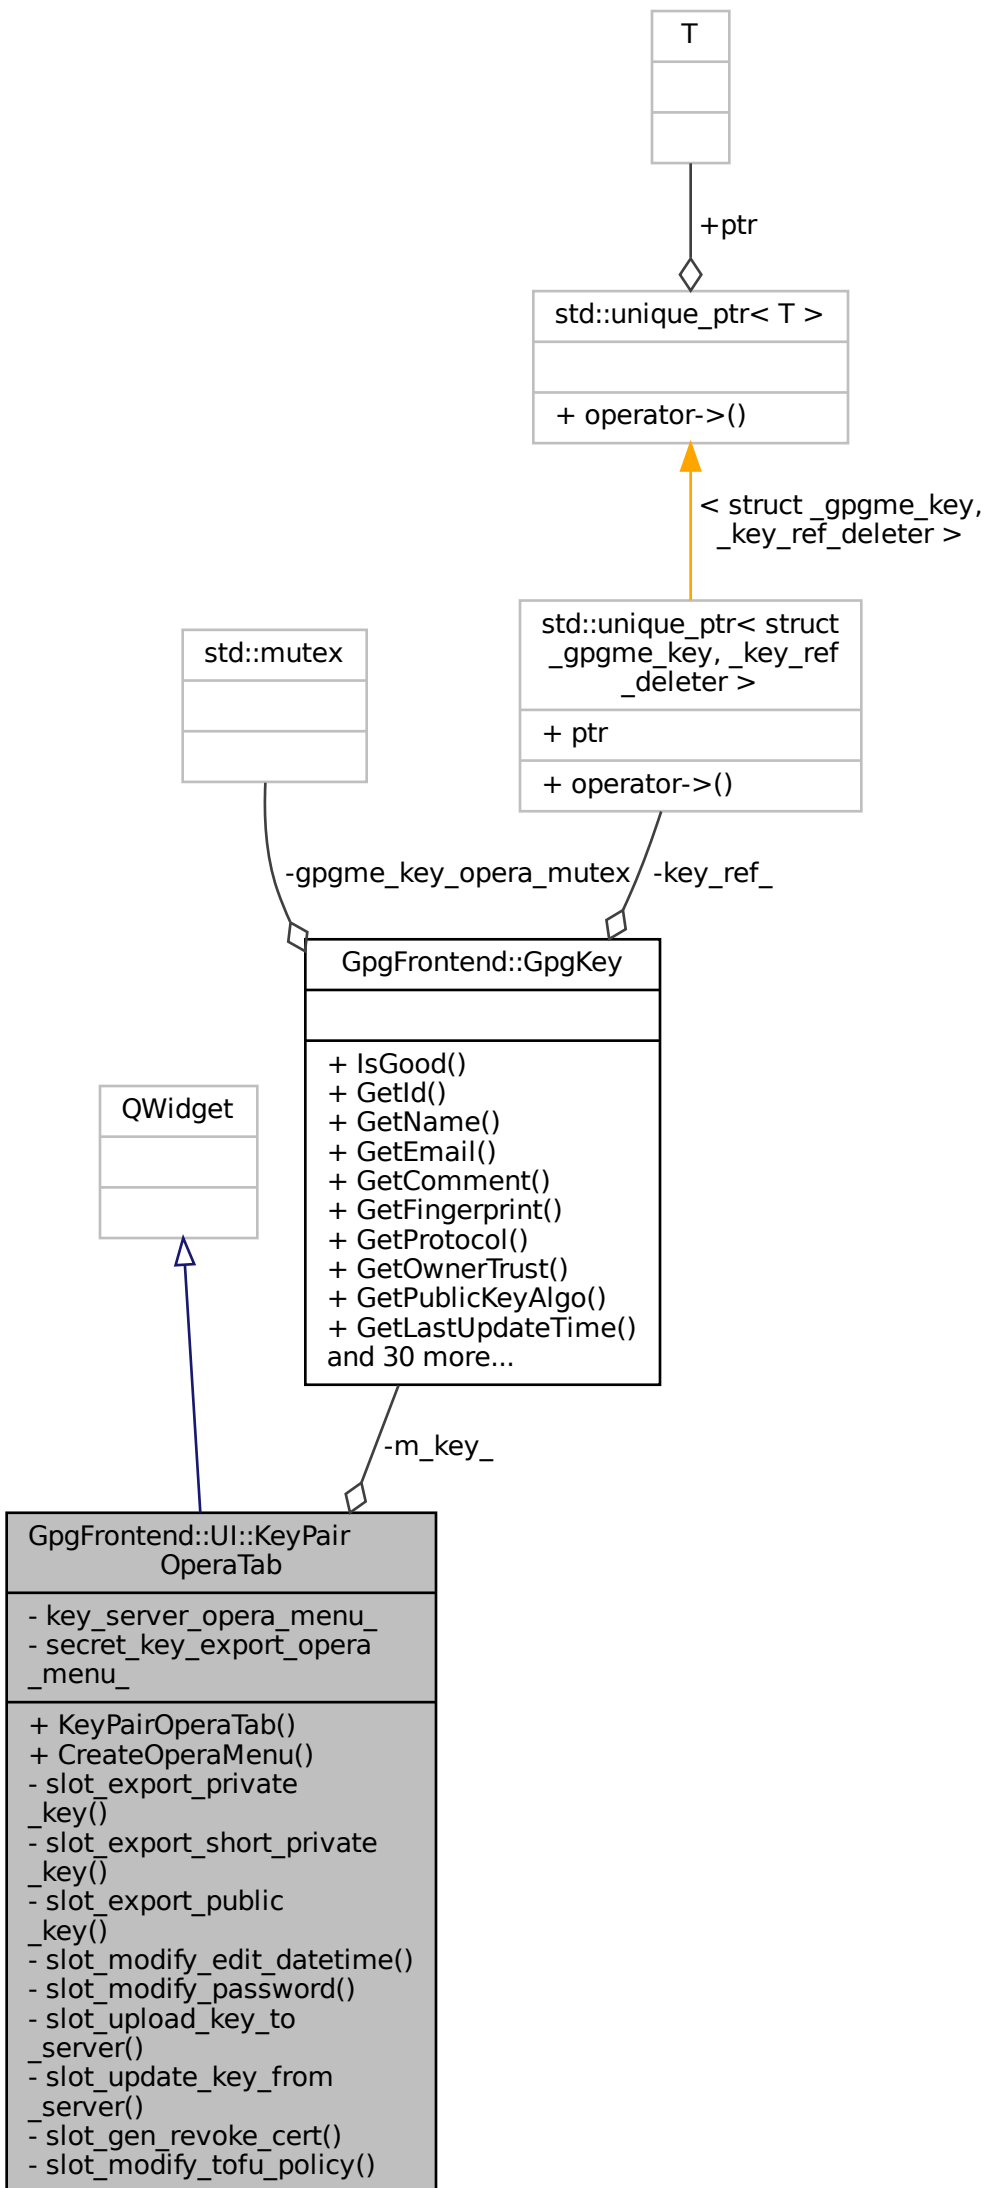 T
+ptr
std::unique_ptr< T >
+ operator->()
< struct _gpgme_key,
_key_ref_deleter >
std::unique_ptr< struct
_gpgme_key, _key_ref
_deleter >
+ ptr
+ operator->()
std::mutex
-gpgme_key_opera_mutex
-key_ref_
GpgFrontend::GpgKey
+ IsGood()
+ GetId()
+ GetName()
+ GetEmail()
+ GetComment()
+ GetFingerprint()
+ GetProtocol()
+ GetOwnerTrust()
+ GetPublicKeyAlgo()
+ GetLastUpdateTime()
and 30 more...
QWidget
-m_key_
GpgFrontend::UI::KeyPair
OperaTab
- key_server_opera_menu_
- secret_key_export_opera
_menu_
+ KeyPairOperaTab()
+ CreateOperaMenu()
- slot_export_private
_key()
- slot_export_short_private
_key()
- slot_export_public
_key()
- slot_modify_edit_datetime()
- slot_modify_password()
- slot_upload_key_to
_server()
- slot_update_key_from
_server()
- slot_gen_revoke_cert()
- slot_modify_tofu_policy()